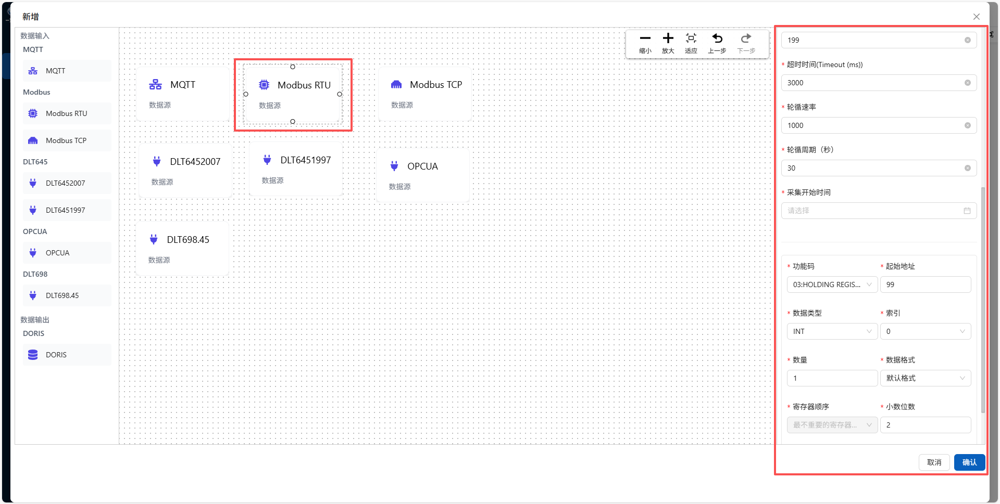 新增
数据输入
MQTT
MQTT
Modbus
Modbus RTU
Modbus TCP
DLT645
DLT6452007
DLT6451997
OPCUA
OPCUA
DLT698
DLT698.45
数据输出
DORIS
DORIS
MQTT
数据源
Modbus RTU
数据源
Modbus TCP
数据源
DLT6452007
数据源
DLT6451997
数据源
OPCUA
数据源
DLT698.45
数据源
缩小
放大
适应
上一步
下一步
199
* 超时时间(Timeout (ms))
3000
* 轮循速率
1000
* 轮循周期（秒）
30
* 采集开始时间
请选择
* 功能码
* 起始地址
03:HOLDING REGIS...
99
* 数据类型
* 索引
INT
0
* 数量
* 数据格式
1
默认格式
* 寄存器顺序
* 小数位数
最不重要的寄存器...
2
取消
确认